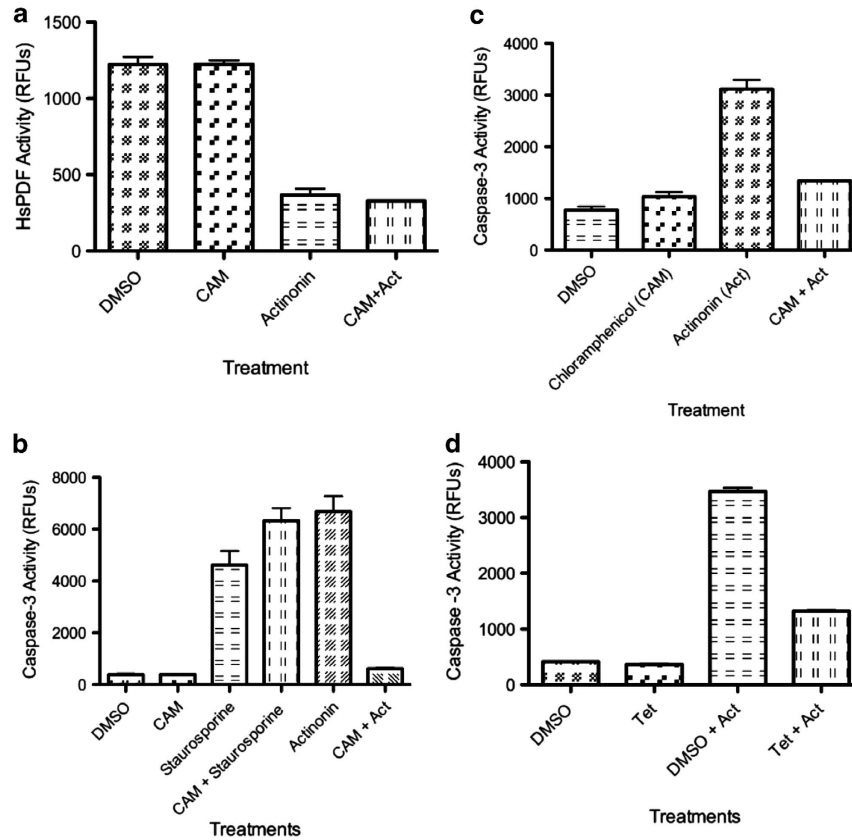 a
HsPDF Activity (RFUs)
1500
1000
500
0
DMSO
CAM
Actinonin
CAM+Act
Treatment
c
Caspase-3 Activity (RFUs)
4000
3000
2000
1000
0
DMSO
Chloramphenicol (CAM)
Actinonin (Act)
CAM + Act
Treatment
b
Caspase-3 Activity (RFUs)
8000
6000
4000
2000
0
DMSO
CAM
Staurosporine
CAM + Staurosporine
Actinonin
CAM + Act
Treatments
d
Caspase -3 Activity (RFUs)
4000
3000
2000
1000
0
DMSO
Tet
DMSO + Act
Tet + Act
Treatments